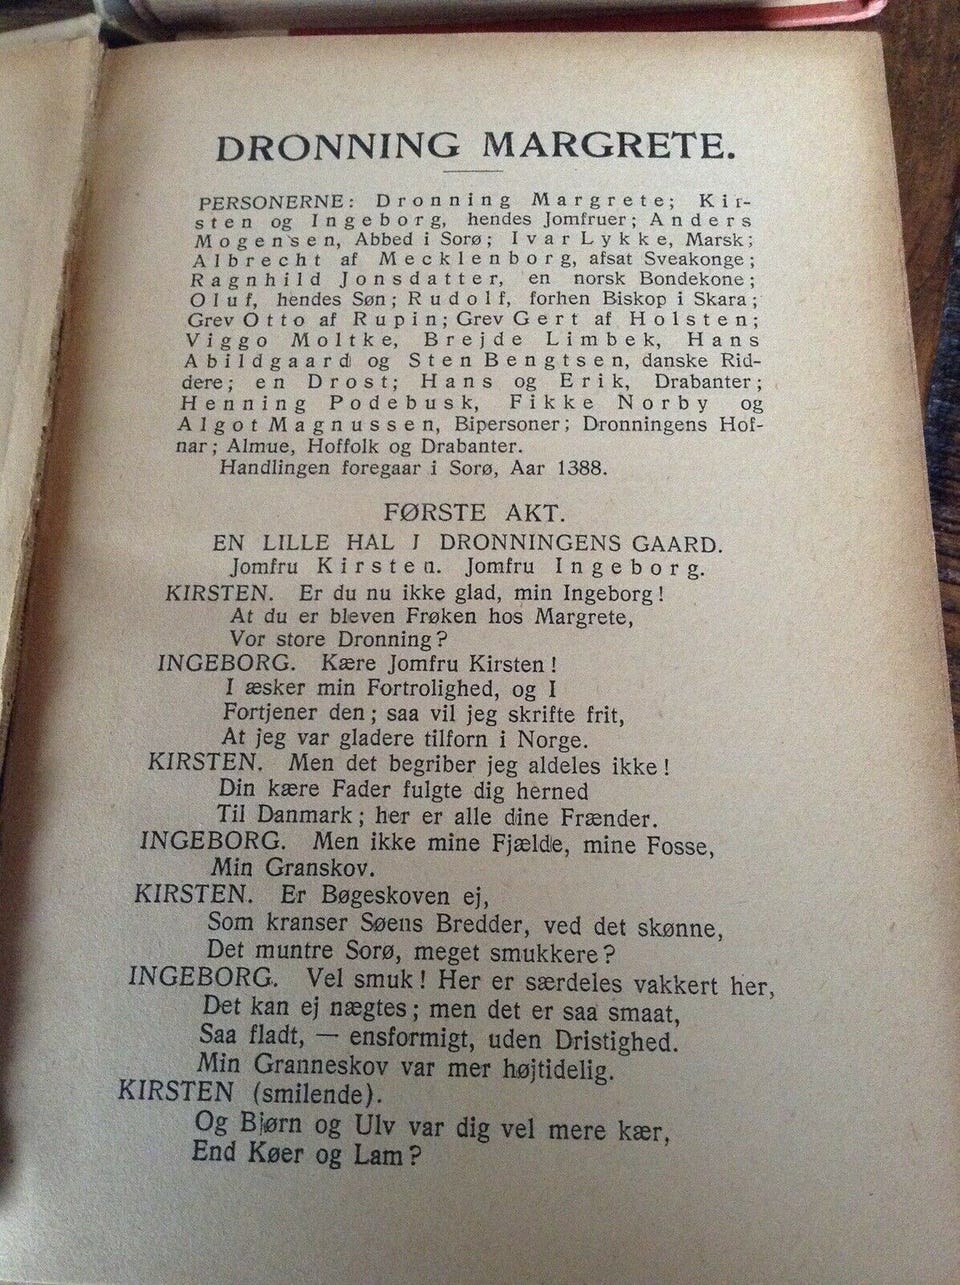 DRONNING MARGRETE.
PERSONERNE: Dronning Margrete; Kir-
sten og Ingeborg, hendes Jomfruer; Anders
Mogensen, Abbed i Sorø; Ivar Lykke, Marsk;
Albrecht af Mecklenborg, afsat Sveakonge;
Ragnhild Jonsdatter, en norsk Bondekone;
Oluf, hendes Søn; Rudolf, forhen Biskop i Skara;
Grev Otto af Rupin; Grev Gert af Holsten;
Viggo Moltke, Brejde Limbek, Hans
Abildgaard og Sten Bengtsen, danske Rid-
dere; en Drost; Hans og Erik, Drabanter;
Henning Podebusk, Fikke Norby og
Algot Magnussen, Bipersoner; Dronningens Hof-
nar; Almue, Hoffolk og Drabanter.
Handlingen foregaar i Sorø, Aar 1388.
FØRSTE AKT.
EN LILLE HAL I DRONNINGENS GAARD.
Jomfru Kirsten. Jomfru Ingeborg.
KIRSTEN. Er du nu ikke glad, min Ingeborg!
At du er bleven Frøken hos Margrete,
Vor store Dronning?
INGEBORG. Kære Jomfru Kirsten!
I æsker min Fortrolighed, og I
Fortjener den; saa vil jeg skrifte frit,
At jeg var gladere tilforn i Norge.
KIRSTEN. Men det begriber jeg aldeles ikke!
Din kære Fader fulgte dig herned
Til Danmark; her er alle dine Frænder.
INGEBORG. Men ikke mine Fjælde, mine Fosse,
Min Granskov.
KIRSTEN. Er Bøgeskoven ej,
Som kranser Søens Bredder, ved det skønne,
Det muntre Sorø, meget smukkere?
INGEBORG. Vel smuk! Her er særdeles vakkert her,
Det kan ej nægtes; men det er saa smaat,
Saa fladt, — ensformigt, uden Dristighed.
Min Granneskov var mer højtidelig.
KIRSTEN (smilende).
Og Bjørn og Ulv var dig vel mere kær,
End Køer og Lam?